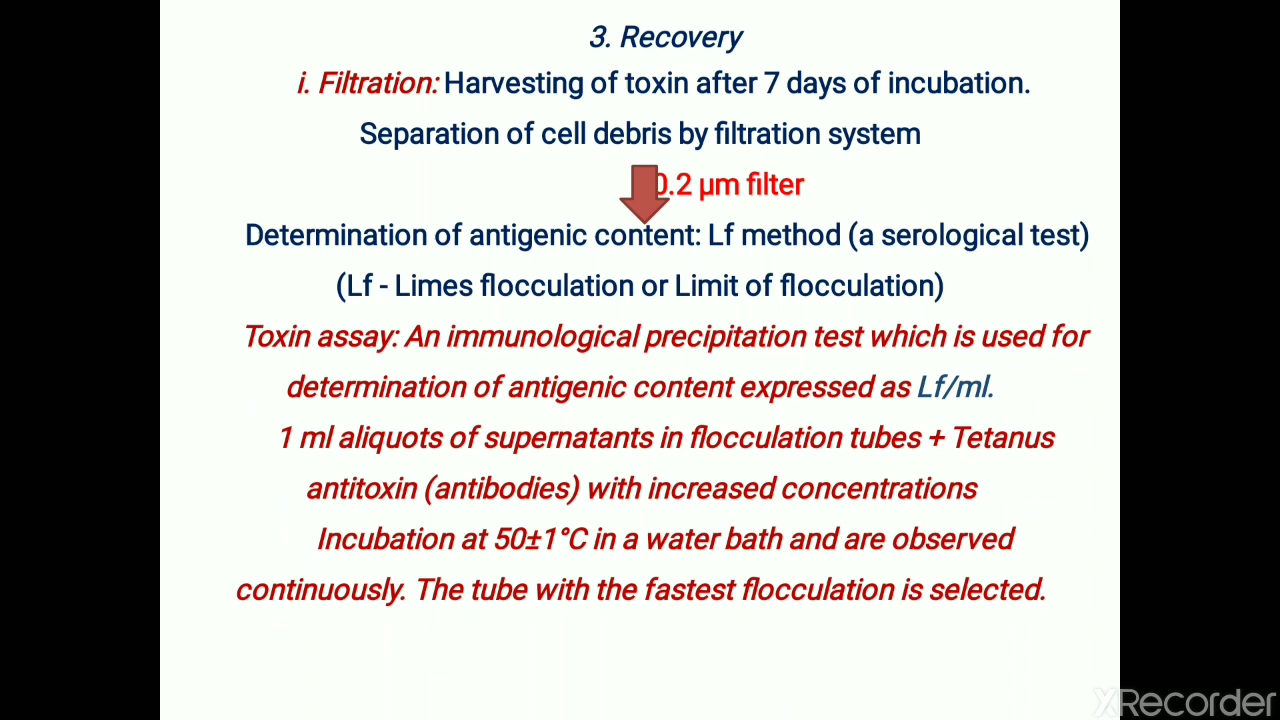 3. Recovery
i. Filtration: Harvesting of toxin after 7 days of incubation.
Separation of cell debris by filtration system
0.2 µm filter
Determination of antigenic content: Lf method (a serological test)
(Lf - Limes flocculation or Limit of flocculation)
Toxin assay: An immunological precipitation test which is used for
determination of antigenic content expressed as Lf/ml.
1 ml aliquots of supernatants in flocculation tubes + Tetanus
antitoxin (antibodies) with increased concentrations
Incubation at 50±1°C in a water bath and are observed
continuously. The tube with the fastest flocculation is selected.
XRecorder